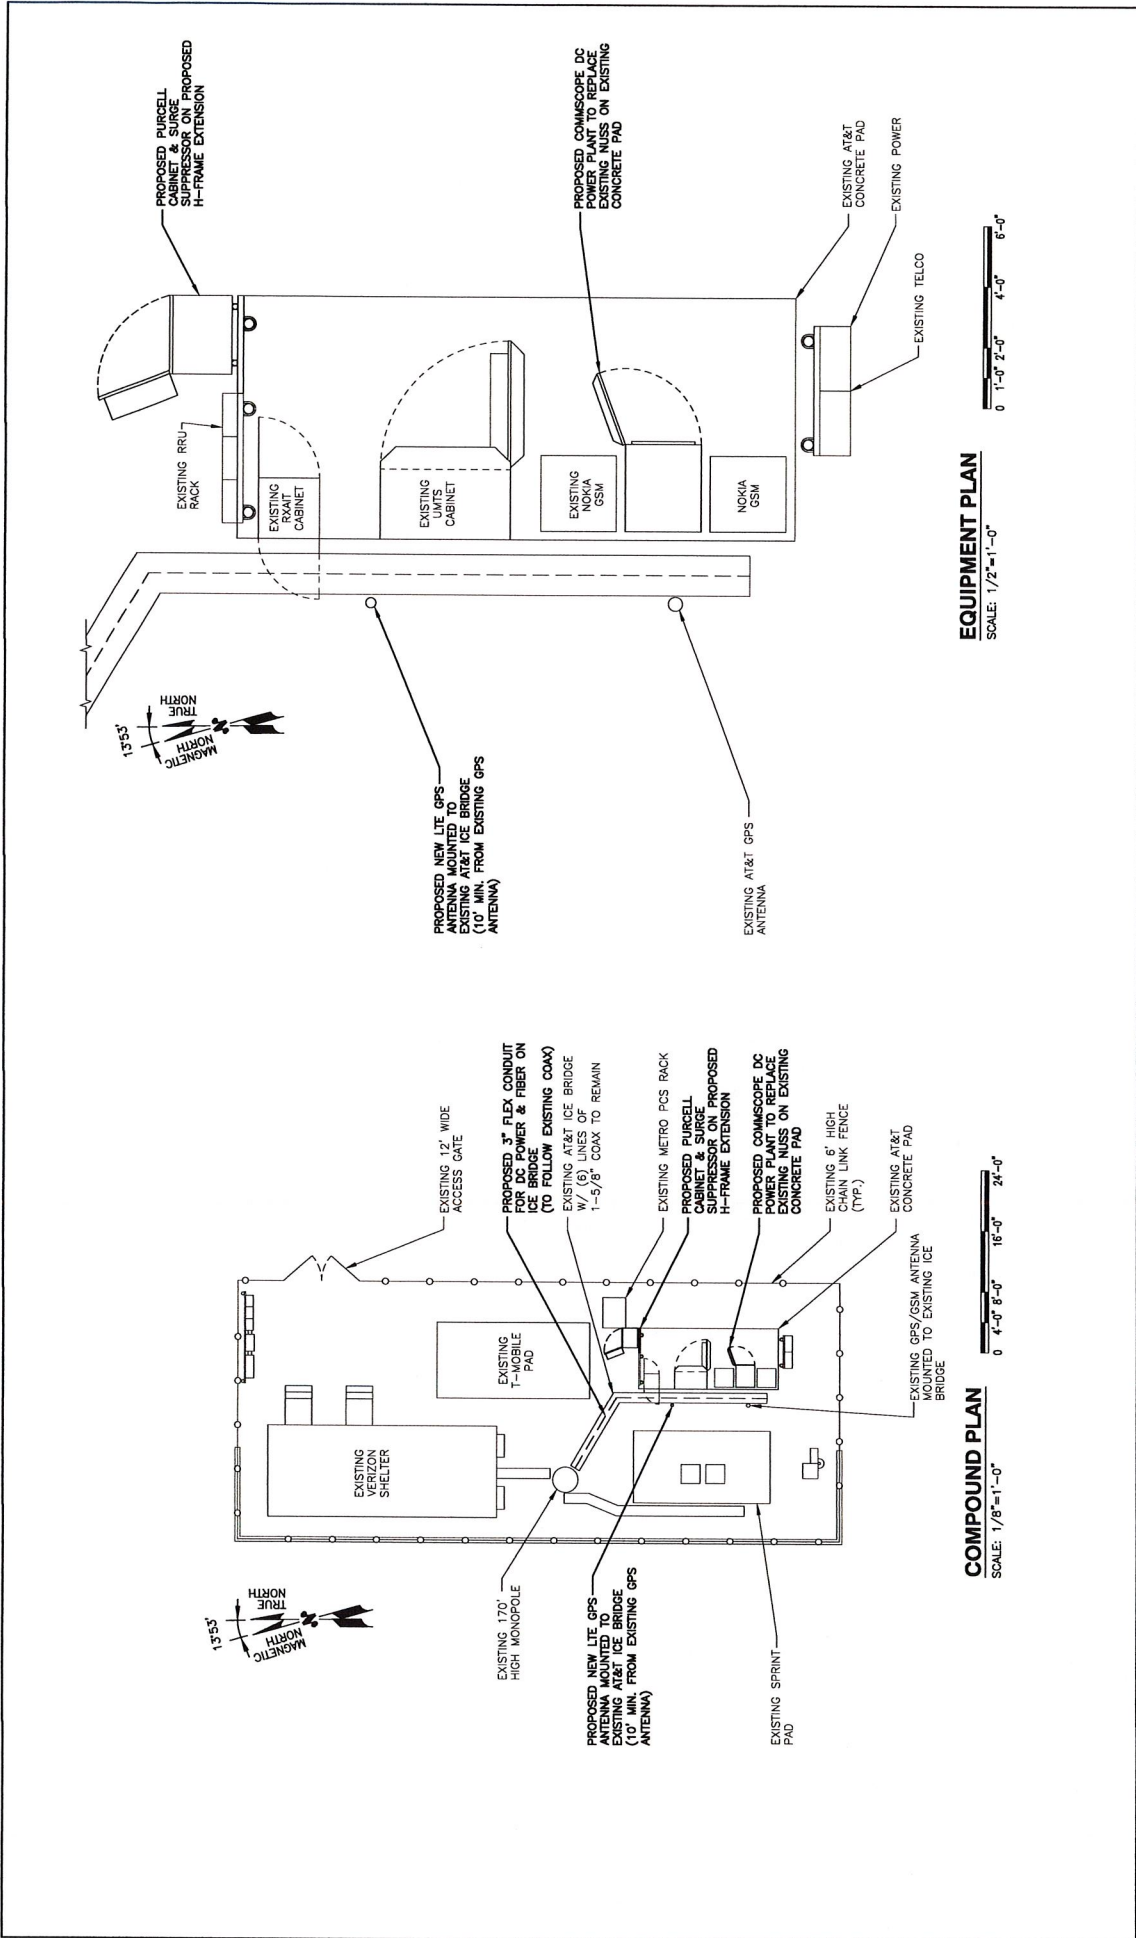 13°53'
MAGNETIC
NORTH
TRUE
NORTH
EXISTING 170'
HIGH MONOPOLE
PROPOSED NEW LTE GPS
ANTENNA MOUNTED TO
EXISTING AT&T ICE BRIDGE
(10' MIN. FROM EXISTING GPS
ANTENNA)
EXISTING SPRINT
PAD
EXISTING
VERIZON
SHELTER
EXISTING
T-MOBILE
PAD
EXISTING 12' WIDE
ACCESS GATE
PROPOSED 3" FLEX CONDUIT
FOR DC POWER & FIBER ON
ICE BRIDGE
(TO FOLLOW EXISTING COAX)
EXISTING AT&T ICE BRIDGE
W/ (6) LINES OF
1-5/8" COAX TO REMAIN
EXISTING METRO PCS RACK
PROPOSED PURCELL
CABINET & SURGE
SUPPRESSOR ON PROPOSED
H-FRAME EXTENSION
PROPOSED COMMSCOPE DC
POWER PLANT TO REPLACE
EXISTING NUSS ON EXISTING
CONCRETE PAD
EXISTING 6' HIGH
CHAIN LINK FENCE
(TYP.)
EXISTING AT&T
CONCRETE PAD
EXISTING GPS/GSM ANTENNA
MOUNTED TO EXISTING ICE
BRIDGE
COMPOUND PLAN
SCALE: 1/8"=1'-0"
0 4'-0" 8'-0" 16'-0" 24'-0"
13°53'
MAGNETIC
NORTH
TRUE
NORTH
PROPOSED NEW LTE GPS
ANTENNA MOUNTED TO
EXISTING AT&T ICE BRIDGE
(10' MIN. FROM EXISTING GPS
ANTENNA)
EXISTING AT&T GPS
ANTENNA
EXISTING RRU
RACK
EXISTING
RXAIT
CABINET
EXISTING
UMTS
CABINET
EXISTING
NOKIA
GSM
NOKIA
GSM
PROPOSED PURCELL
CABINET & SURGE
SUPPRESSOR ON PROPOSED
H-FRAME EXTENSION
PROPOSED COMMSCOPE DC
POWER PLANT TO REPLACE
EXISTING NUSS ON EXISTING
CONCRETE PAD
EXISTING AT&T
CONCRETE PAD
EXISTING POWER
EXISTING TELCO
EQUIPMENT PLAN
SCALE: 1/2"=1'-0"
0 1'-0" 2'-0" 4'-0" 6'-0"